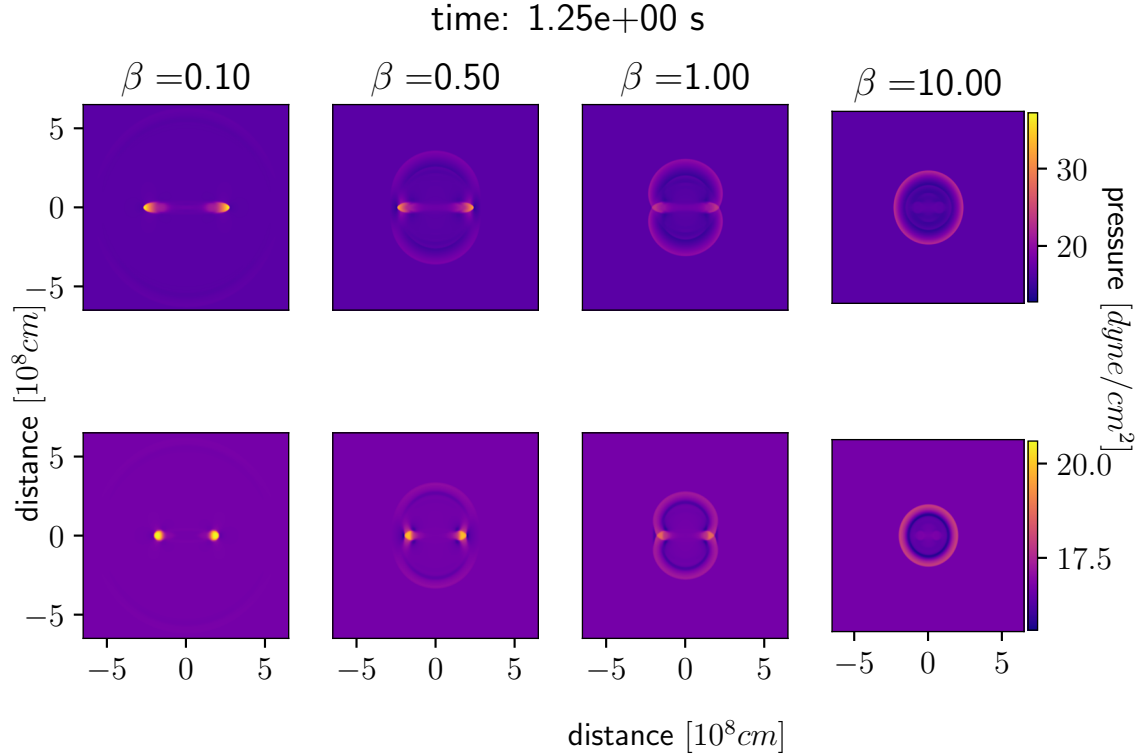 time: 1.25e+00 s
β =0.10
β =0.50
β =1.00
β =10.00
5
0
−5
30
20
pressure [dyne/cm²]
distance [10⁸cm]
5
0
−5
20.0
17.5
−5 0 5
−5 0 5
−5 0 5
−5 0 5
distance [10⁸cm]